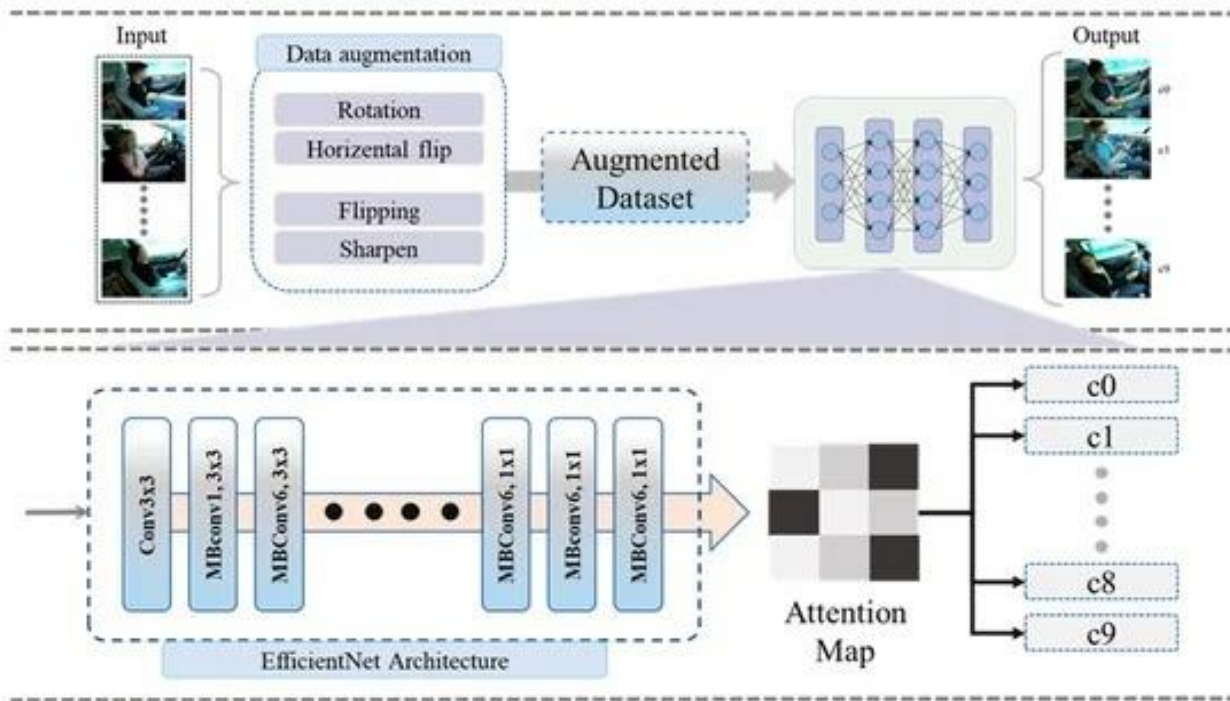 Input
Data augmentation
Output
Rotation
Horizental flip
Flipping
Sharpen
Augmented
Dataset
c0
c1
c9
Conv3x3
MBconv1, 3x3
MBConv6, 3x3
MBConv6, 1x1
MBconv6, 1x1
MBConv6, 1x1
EfficientNet Architecture
Attention
Map
c0
c1
c8
c9